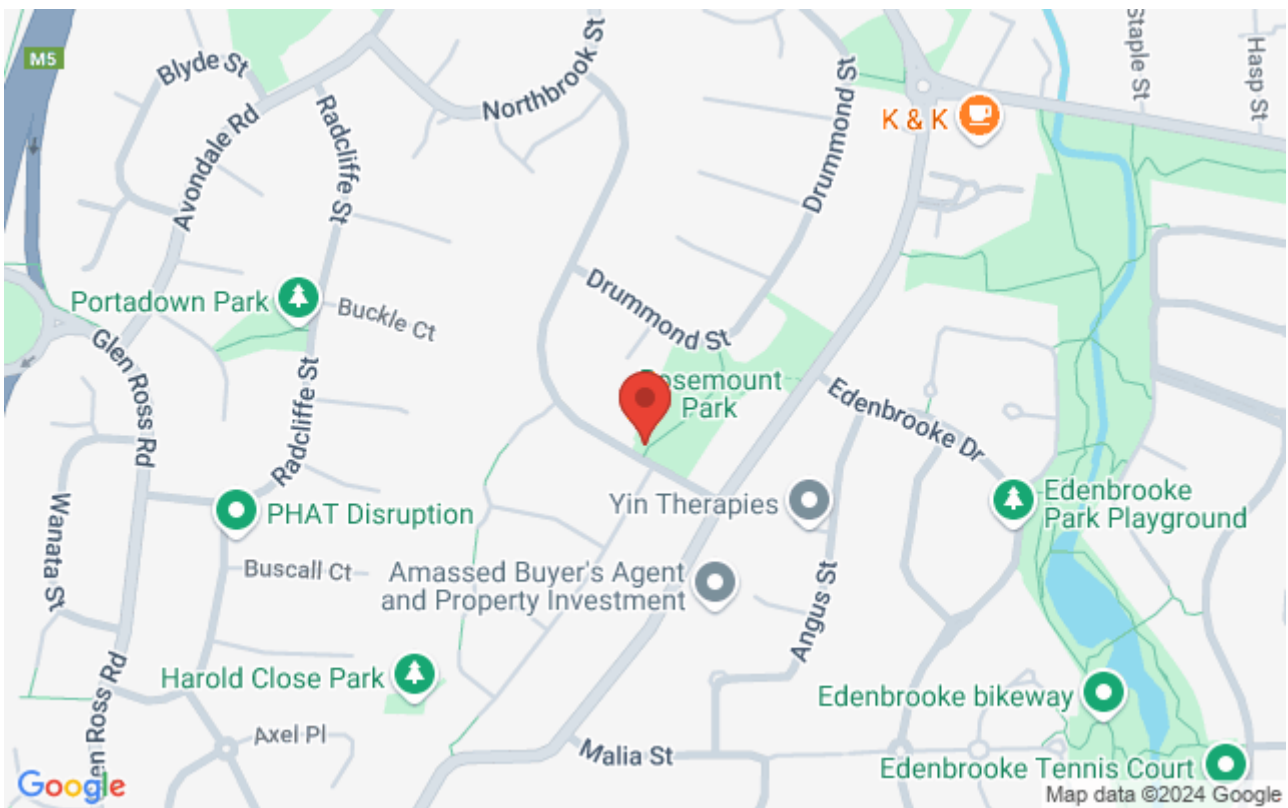 M5
Blyde St
Avondale Rd
Radcliffe St
Northbrook St
Drummond St
K & K
Staple St
Hasp St
Portadown Park
Buckle Ct
Drummond St
Glen Ross Rd
Radcliffe St
Park
Edenbrooke Dr
Wanata St
PHAT Disruption
Yin Therapies
Edenbrooke
Park Playground
Buscall Ct
Amassed Buyer's Agent
and Property Investment
Angus St
Harold Close Park
Edenbrooke bikeway
en Ross Rd
Axel Pl
Malia St
Edenbrooke Tennis Court
Google
Map data ©2024 Google